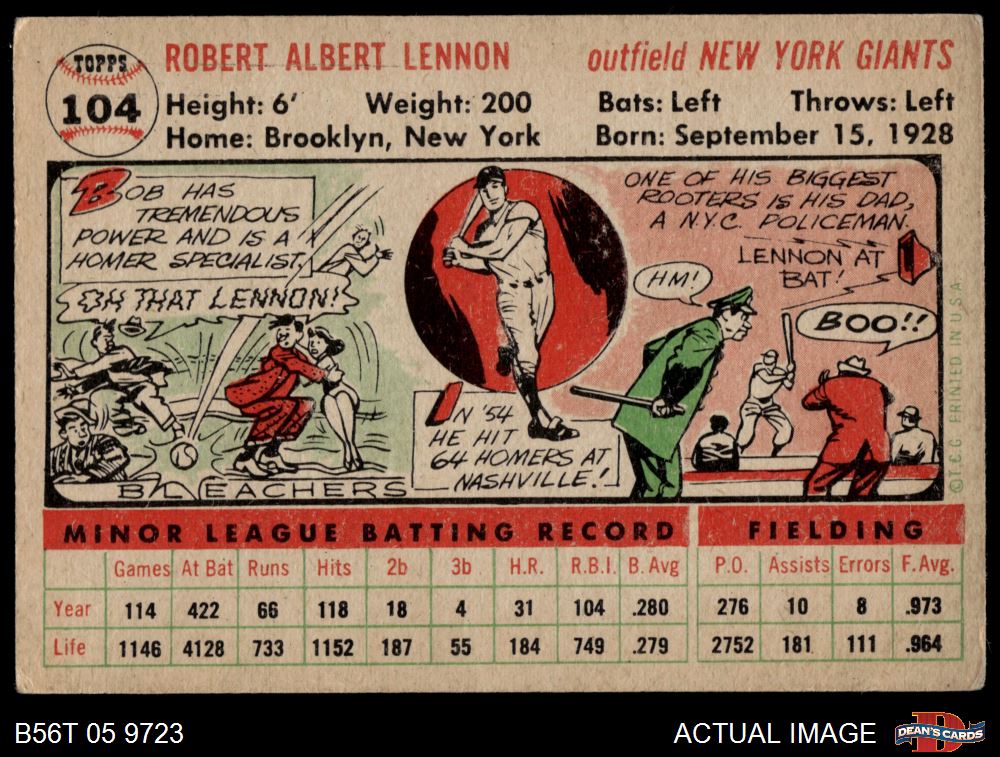 TOPPS
104
ROBERT ALBERT LENNON
outfield NEW YORK GIANTS
Height: 6' Weight: 200 Bats: Left Throws: Left
Home: Brooklyn, New York Born: September 15, 1928
BOB HAS
TREMENDOUS
POWER AND IS A
HOMER SPECIALIST.
OH THAT LENNON!
BLEACHERS
IN '54
HE HIT
64 HOMERS AT
NASHVILLE!
ONE OF HIS BIGGEST
ROOTERS IS HIS DAD,
A N.Y.C. POLICEMAN.
LENNON AT
BAT!
HM!
BOO!!
©T.C.G. PRINTED IN U.S.A.
MINOR LEAGUE BATTING RECORD FIELDING
Games At Bat Runs Hits 2b 3b H.R. R.B.I. B. Avg P.O. Assists Errors F. Avg.
Year 114 422 66 118 18 4 31 104 .280 276 10 8 .973
Life 1146 4128 733 1152 187 55 184 749 .279 2752 181 111 .964
B56T 05 9723
ACTUAL IMAGE
D
DEAN'S CARDS